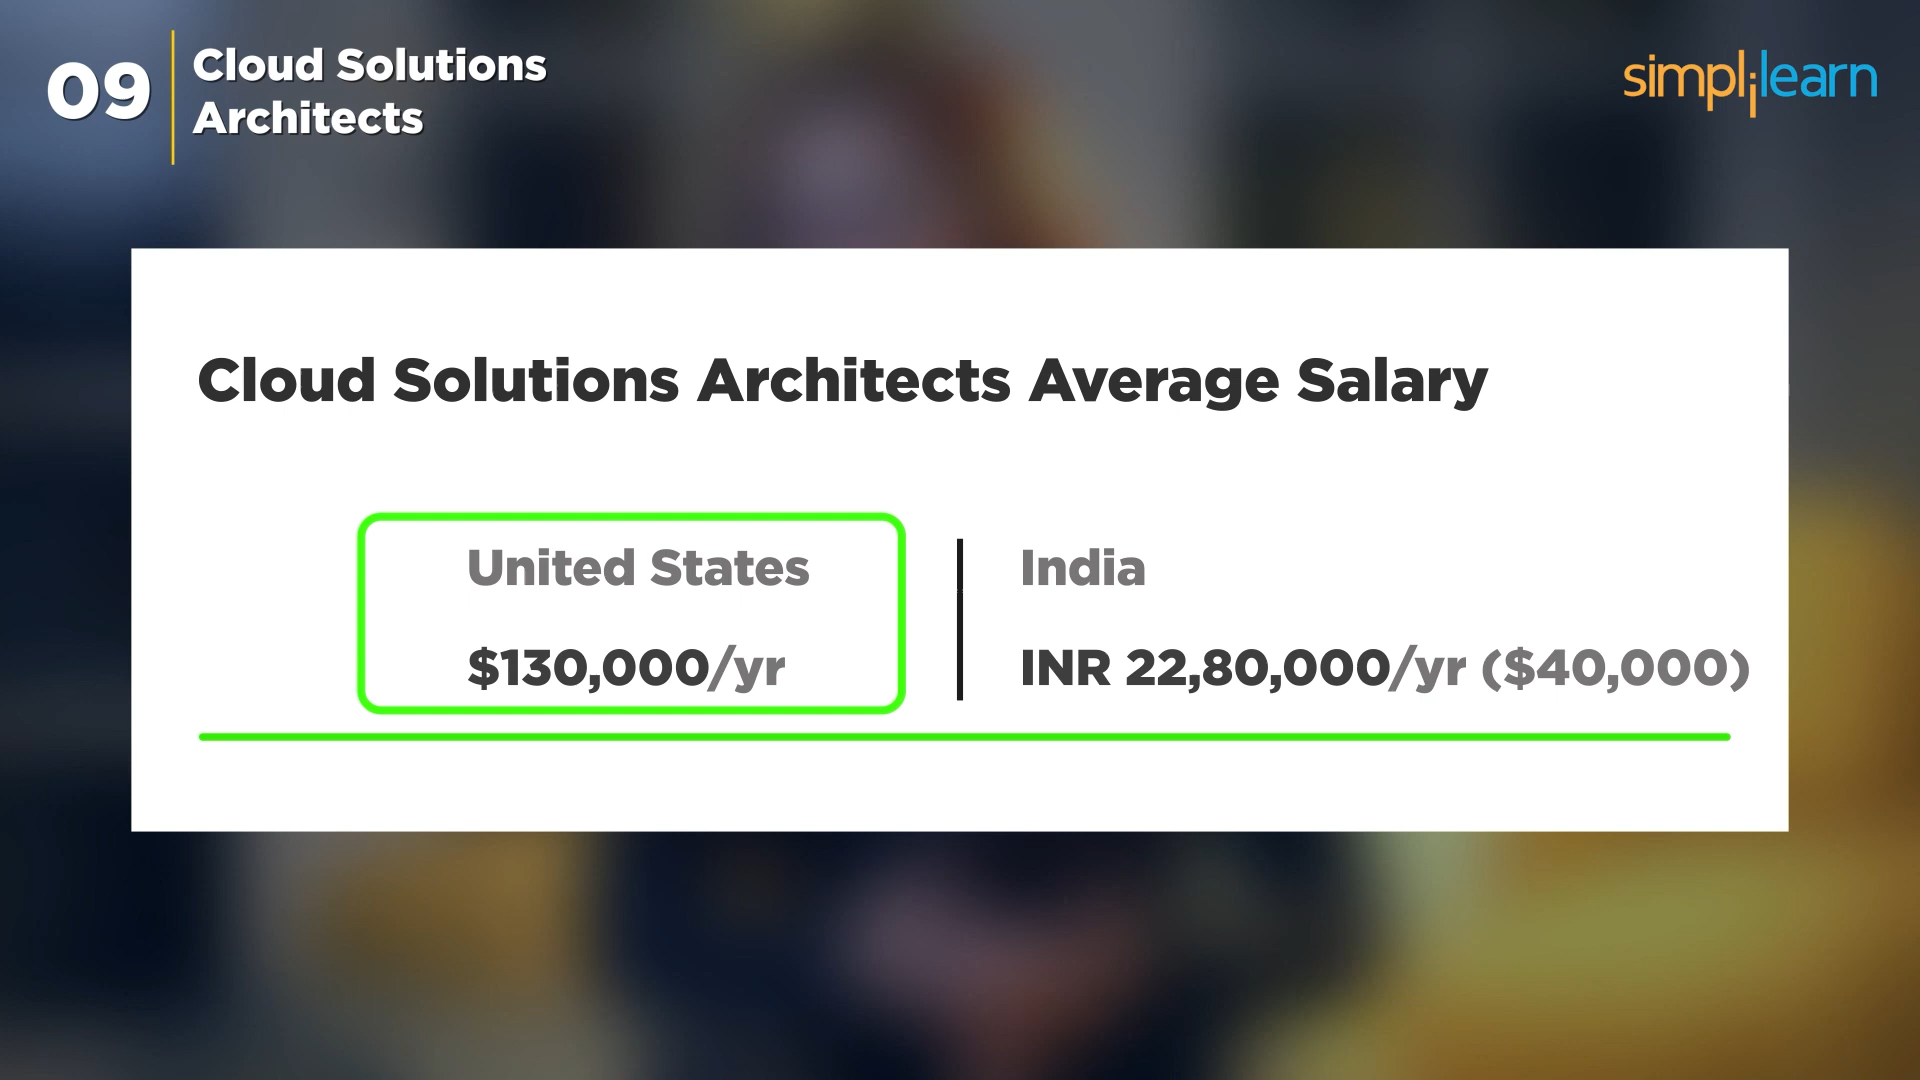 09
Cloud Solutions
Architects
simplilearn
Cloud Solutions Architects Average Salary
United States
$130,000/yr
India
INR 22,80,000/yr ($40,000)